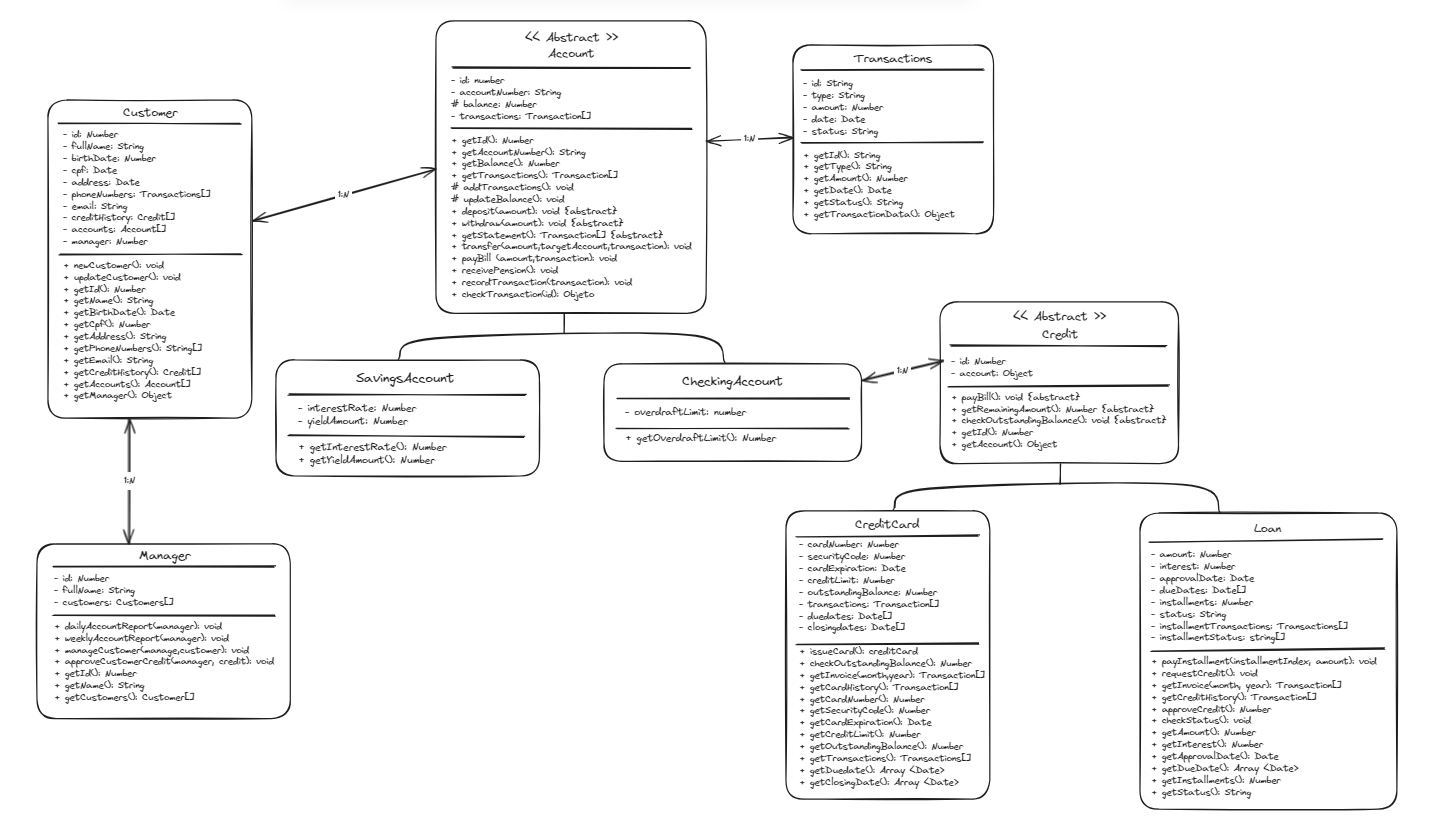 << Abstract >>
Account
- id: number
- accountNumber: String
# balance: Number
- transactions: Transaction[]
+ getId(): Number
+ getAccountNumber(): String
+ getBalance(): Number
+ getTransactions(): Transaction[]
# addTransactions(): void
# updateBalance(): void
+ deposit(amount): void {abstract}
+ withdraw(amount): void {abstract}
+ getStatement(): Transaction[] {abstract}
+ transfer(amount,targetAccount,transaction): void
+ payBill (amount,transaction): void
+ receivePension(): void
+ recordTransaction(transaction): void
+ checkTransaction(id): Objeto
Transactions
- id: String
- type: String
- amount: Number
- date: Date
- status: String
+ getId(): String
+ getType(): String
+ getAmount(): Number
+ getDate(): Date
+ getStatus(): String
+ getTransactionData(): Object
1:N
Customer
- id: Number
- fullName: String
- birthDate: Number
- cpf: Date
- address: Date
- phoneNumbers: Transactions[]
- email: String
- creditHistory: Credit[]
- accounts: Account[]
- manager: Number
+ newCustomer(): void
+ updateCustomer(): void
+ getId(): Number
+ getName(): String
+ getBirthDate(): Date
+ getCpf(): Number
+ getAddress(): String
+ getPhoneNumbers(): String[]
+ getEmail(): String
+ getCreditHistory(): Credit[]
+ getAccounts(): Account[]
+ getManager(): Object
1:N
<< Abstract >>
Credit
- id: Number
- account: Object
+ payBill(): void {abstract}
+ getRemainingAmount(): Number {abstract}
+ checkOutstandingBalance(): void {abstract}
+ getId(): Number
+ getAccount(): Object
SavingsAccount
- interestRate: Number
- yieldAmount: Number
+ getInterestRate(): Number
+ getYieldAmount(): Number
CheckingAccount
- overdraftLimit: number
+ getOverdraftLimit(): Number
1:N
1:N
Manager
- id: Number
- fullName: String
- customers: Customers[]
+ dailyAccountReport(manager): void
+ weeklyAccountReport(manager): void
+ manageCustomer(manage,customer): void
+ approveCustomerCredit(manager, credit): void
+ getId(): Number
+ getName(): String
+ getCustomers(): Customer[]
CreditCard
- cardNumber: Number
- securityCode: Number
- cardExpiration: Date
- creditLimit: Number
- outstandingBalance: Number
- transactions: Transaction[]
- duedates: Date[]
- closingdates: Date[]
+ issueCard(): creditCard
+ checkOutstandingBalance(): Number
+ getInvoice(month,year): Transaction[]
+ getCardHistory(): Transaction[]
+ getCardNumber(): Number
+ getSecurityCode(): Number
+ getCardExpiration(): Date
+ getCreditLimit(): Number
+ getOutstandingBalance(): Number
+ getTransactions(): Transactions[]
+ getDuedate(): Array <Date>
+ getClosingDate(): Array <Date>
Loan
- amount: Number
- interest: Number
- approvalDate: Date
- dueDates: Date[]
- installments: Number
- status: String
- installmentTransactions: Transactions[]
- installmentStatus: string[]
+ payInstallment(installmentIndex, amount): void
+ requestCredit(): void
+ getInvoice(month, year): Transaction[]
+ getCreditHistory(): Transaction[]
+ approveCredit(): Number
+ checkStatus(): void
+ getAmount(): Number
+ getInterest(): Number
+ getApprovalDate(): Date
+ getDueDate(): Array <Date>
+ getInstallments(): Number
+ getStatus(): String